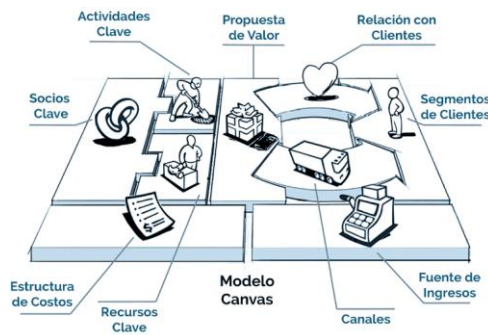 Actividades
Clave
Propuesta
de Valor
Relación con
Clientes
Socios
Clave
Segmentos
de Clientes
Estructura
de Costos
Recursos
Clave
Modelo
Canvas
Canales
Fuente de
Ingresos